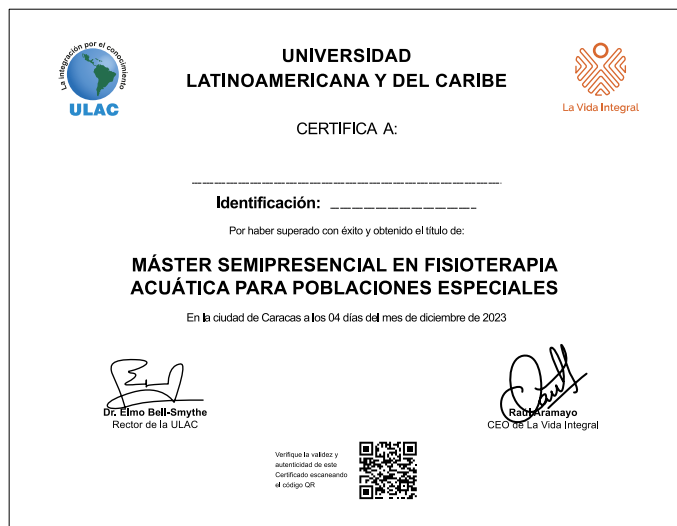 La integración por el conocimiento
ULAC
UNIVERSIDAD
LATINOAMERICANA Y DEL CARIBE
La Vida Integral
CERTIFICA A:
Identificación:
Por haber superado con éxito y obtenido el título de:
MÁSTER SEMIPRESENCIAL EN FISIOTERAPIA
ACUÁTICA PARA POBLACIONES ESPECIALES
En la ciudad de Caracas a los 04 días del mes de diciembre de 2023
Dr. Elmo Bell-Smythe
Rector de la ULAC
Raúl Aramayo
CEO de La Vida Integral
Verifique la validez y
autenticidad de este
Certificado escaneando
el código QR